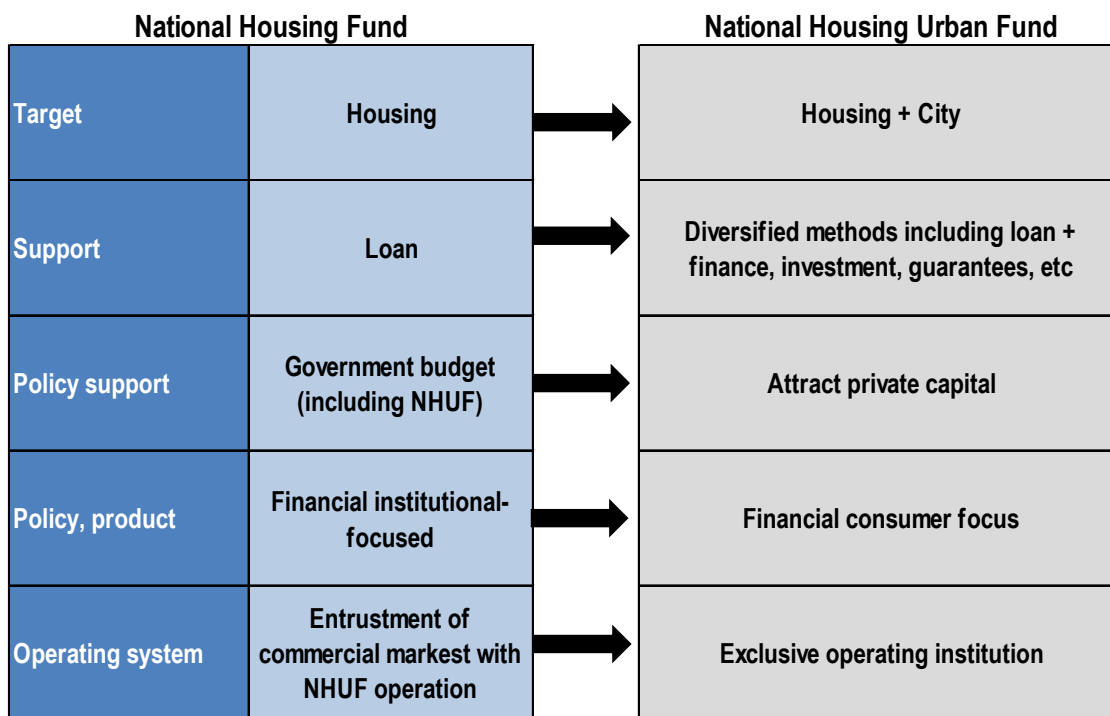 National Housing Fund
National Housing Urban Fund
Target
Housing
Housing + City
Support
Loan
Diversified methods including loan +
finance, investment, guarantees, etc
Policy support
Government budget
(including NHUF)
Attract private capital
Policy, product
Financial institutional-
focused
Financial consumer focus
Operating system
Entrustment of
commercial markest with
NHUF operation
Exclusive operating institution